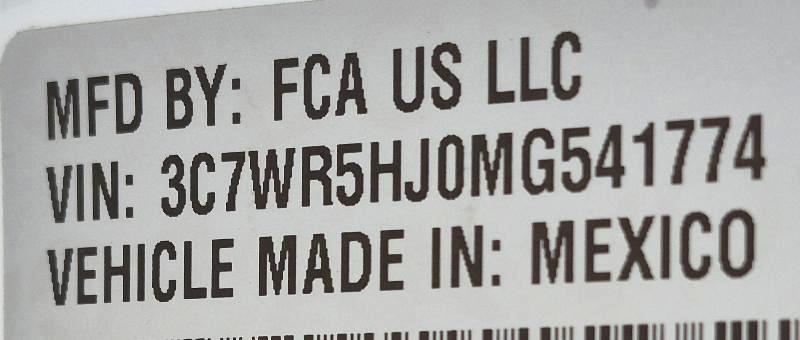 MFD BY: FCA US LLC
VIN: 3C7WR5HJ0MG541774
VEHICLE MADE IN: MEXICO